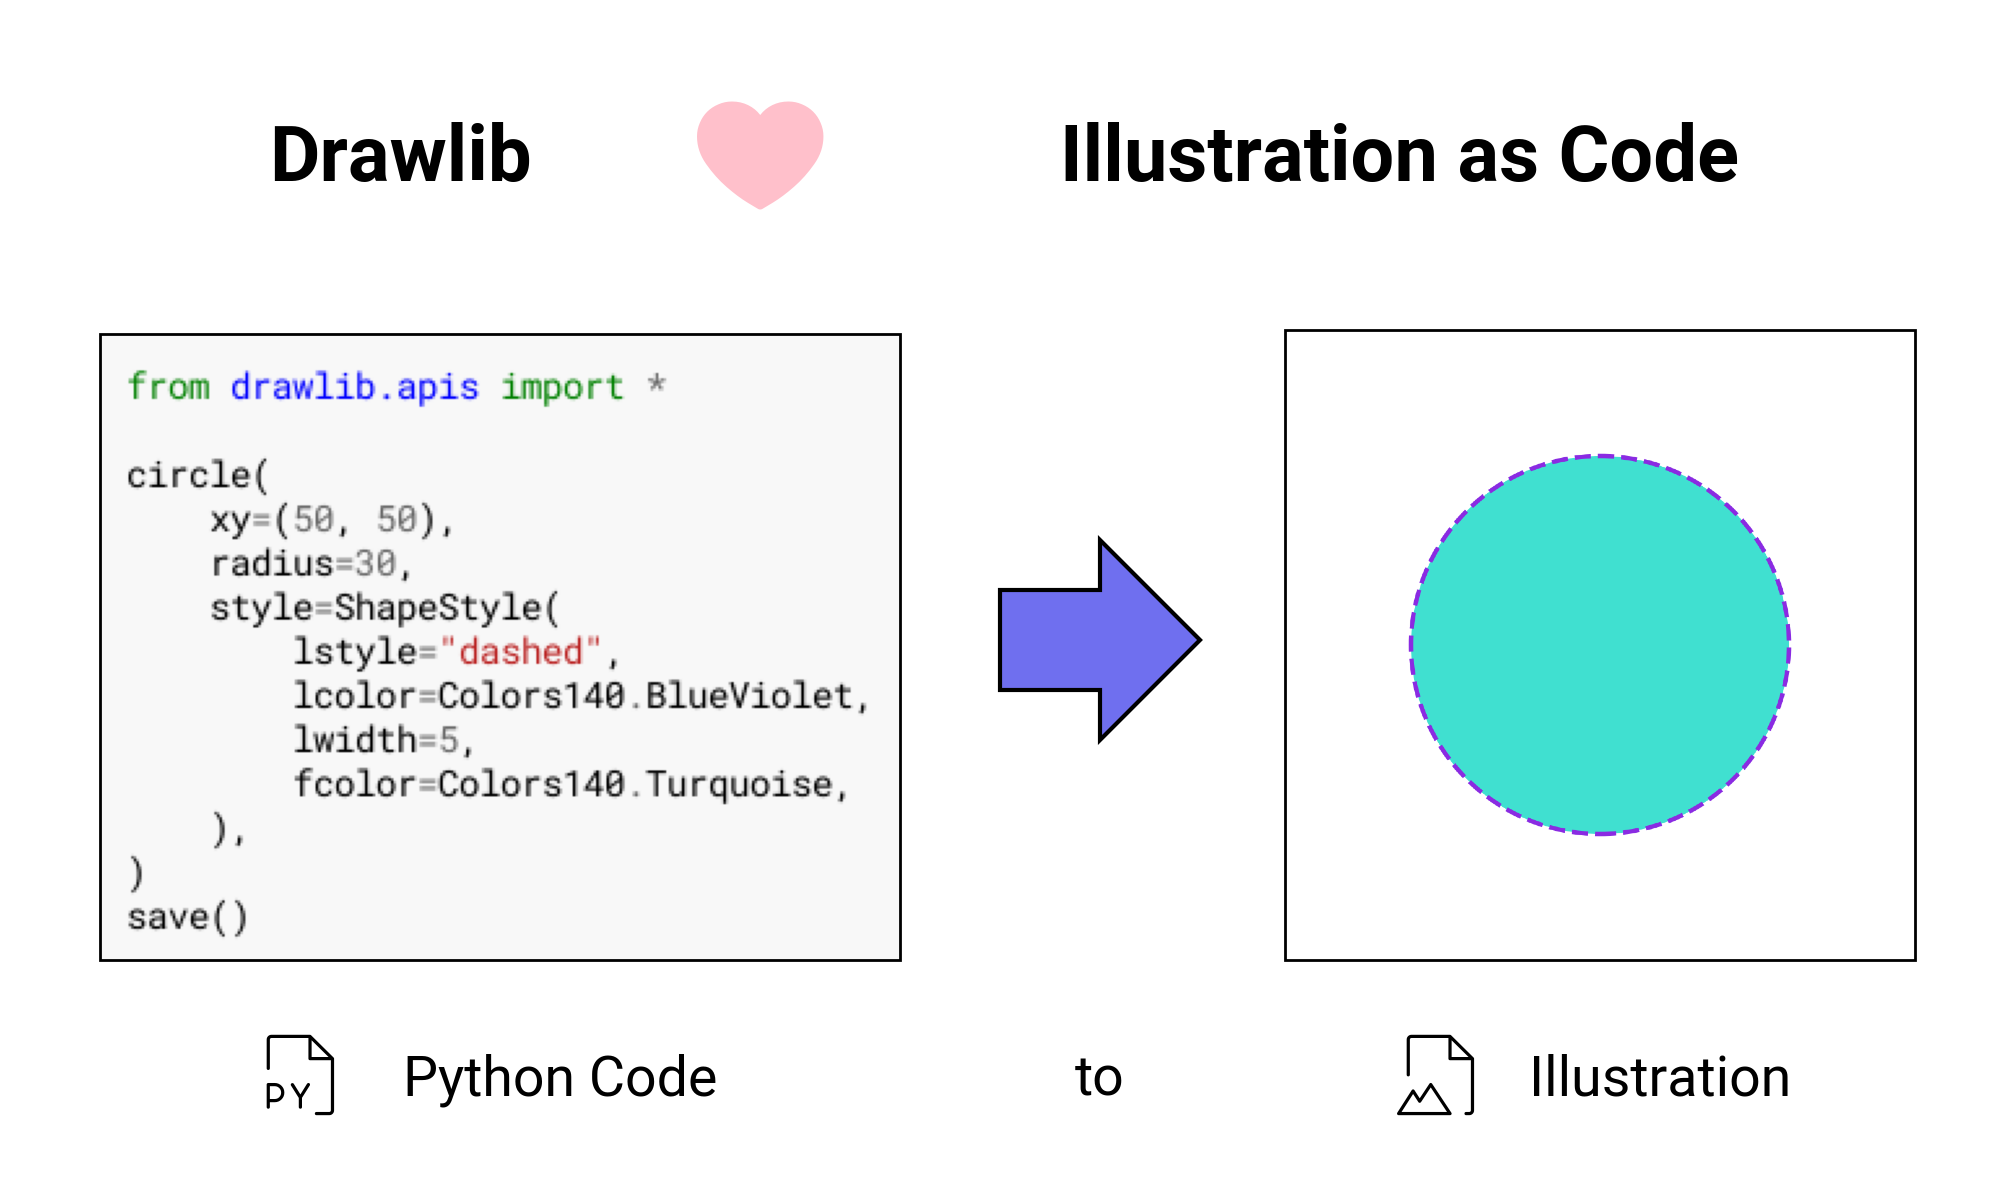 Drawlib
Illustration as Code
from drawlib.apis import *
circle(
    xy=(50, 50),
    radius=30,
    style=ShapeStyle(
        lstyle="dashed",
        lcolor=Colors140.BlueViolet,
        lwidth=5,
        fcolor=Colors140.Turquoise,
    ),
)
save()
PY
Python Code
to
Illustration